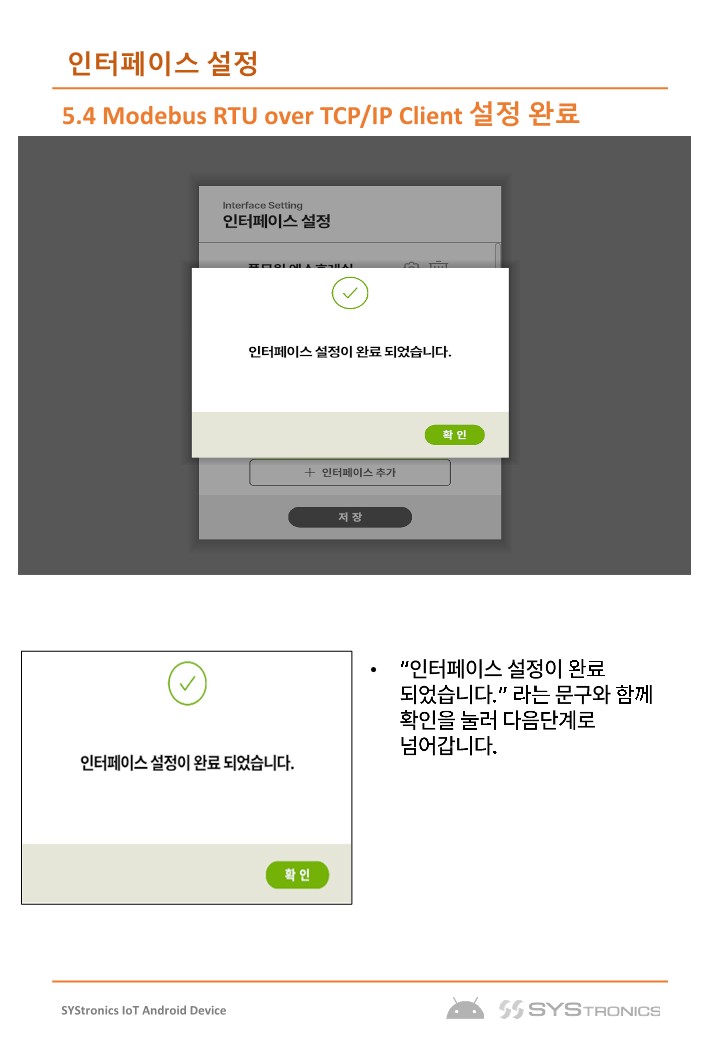 인터페이스 설정
5.4 Modebus RTU over TCP/IP Client 설정 완료
Interface Setting
인터페이스 설정
인터페이스 설정이 완료 되었습니다.
확 인
+ 인터페이스 추가
저 장
인터페이스 설정이 완료 되었습니다.
확 인
• “인터페이스 설정이 완료
되었습니다.” 라는 문구와 함께
확인을 눌러 다음단계로
넘어갑니다.
SYStronics IoT Android Device
SYSTRONICS